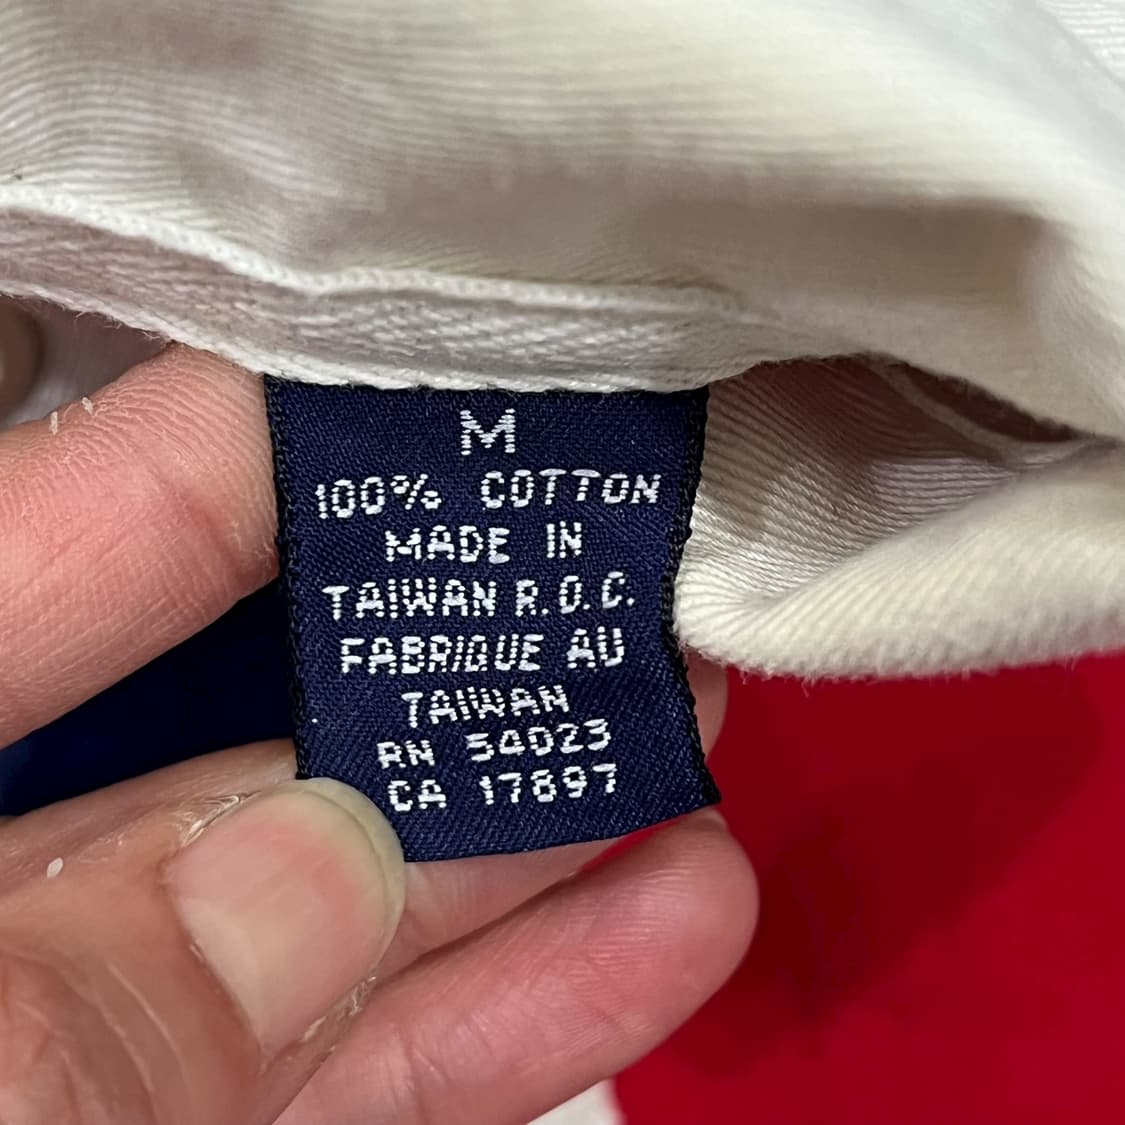 M
100% COTTON
MADE IN
TAIWAN R.O.C.
FABRIQUE AU
TAIWAN
RN 54023
CA 17897